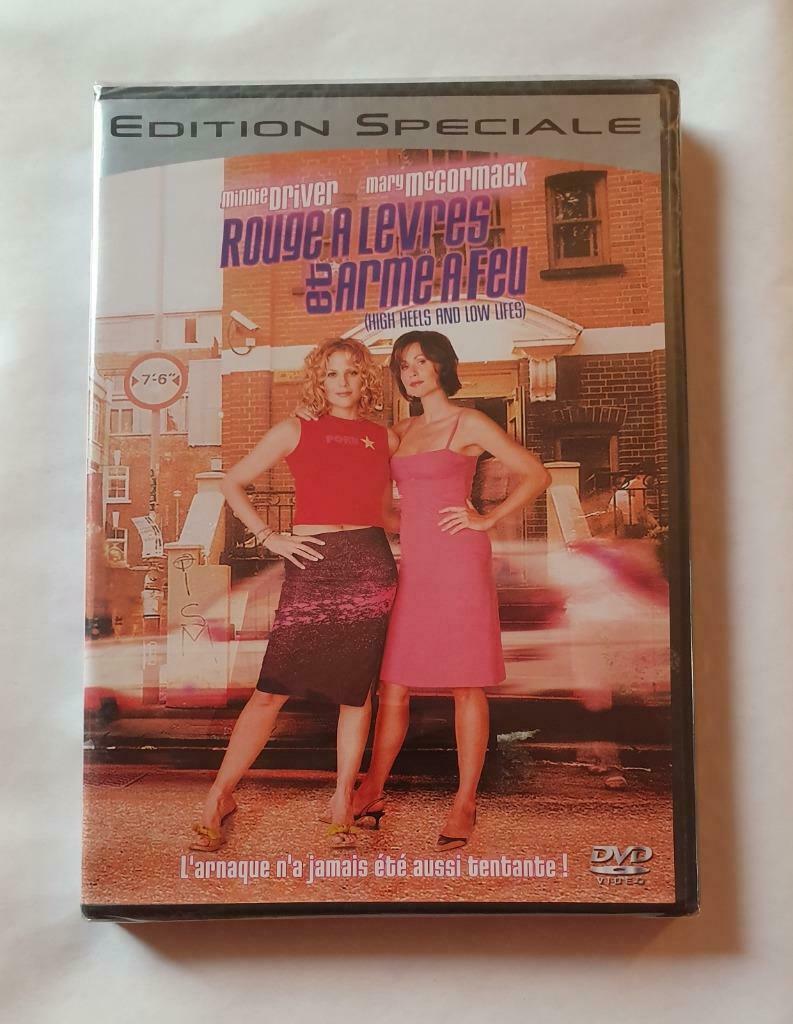 EDITION SPECIALE
minnie Driver mary mccormack
Rouge A Levres
et Arme A Feu
(HIGH HEELS AND LOW LIFES)
7'-6"
PORN
PISM
L'arnaque n'a jamais été aussi tentante !
DVD
VIDEO